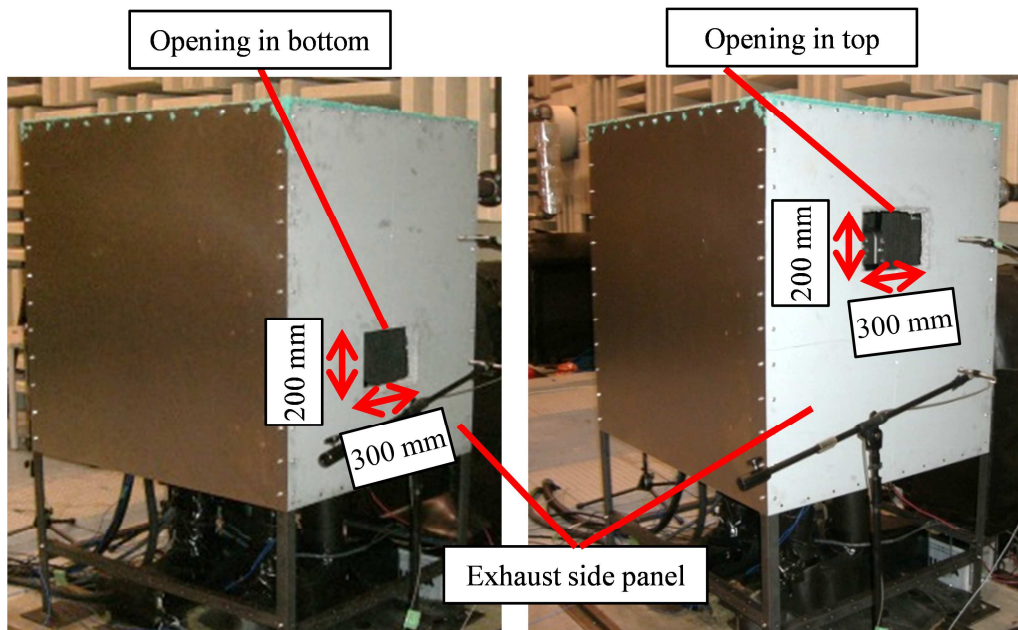 Opening in bottom
Opening in top
200 mm
300 mm
200 mm
300 mm
Exhaust side panel